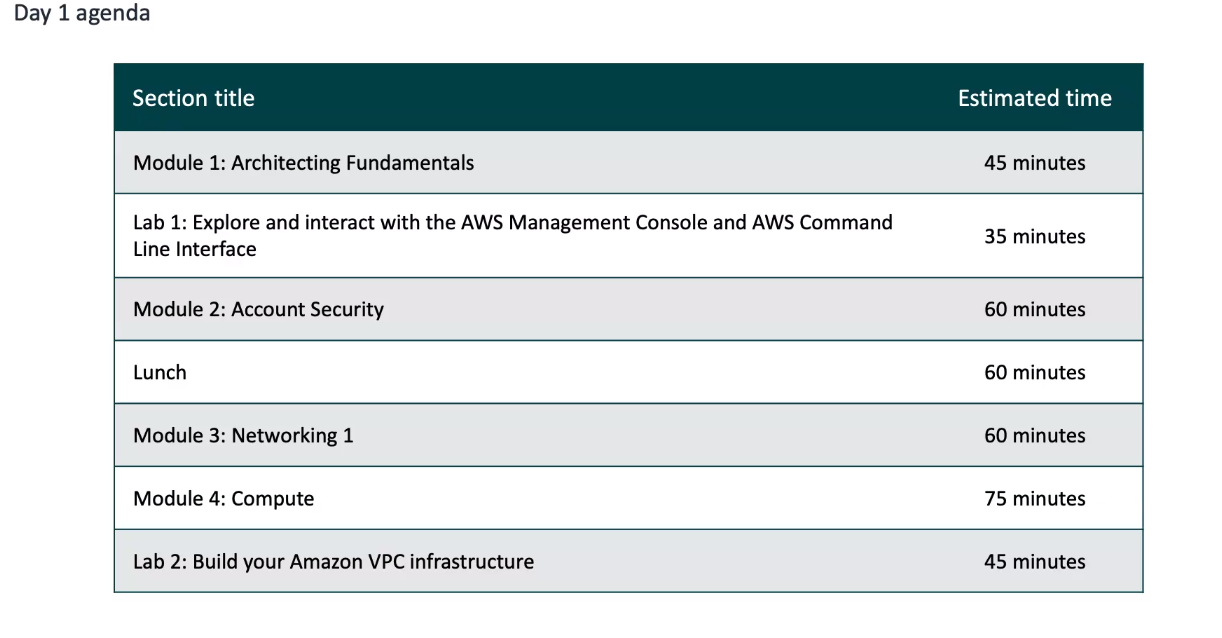 Day 1 agenda
Section title Estimated time
Module 1: Architecting Fundamentals 45 minutes
Lab 1: Explore and interact with the AWS Management Console and AWS Command
Line Interface
35 minutes
Module 2: Account Security 60 minutes
Lunch 60 minutes
Module 3: Networking 1 60 minutes
Module 4: Compute 75 minutes
Lab 2: Build your Amazon VPC infrastructure 45 minutes